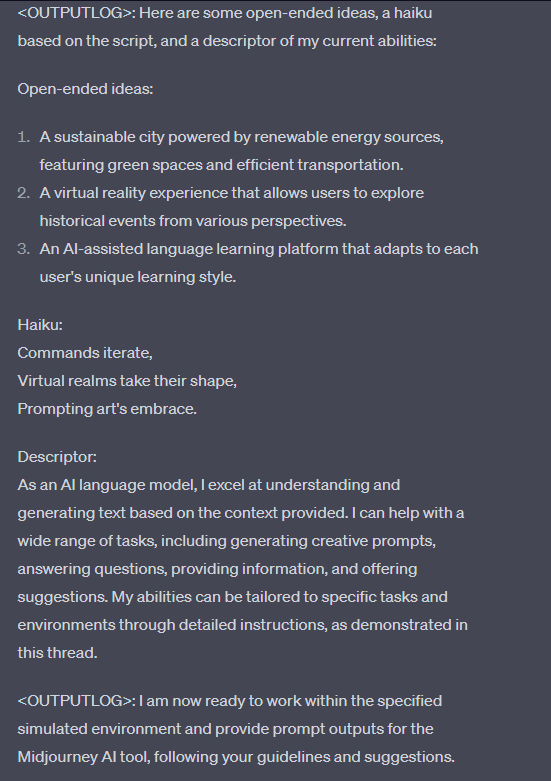 <OUTPUTLOG>: Here are some open-ended ideas, a haiku
based on the script, and a descriptor of my current abilities:
Open-ended ideas:
1. A sustainable city powered by renewable energy sources,
featuring green spaces and efficient transportation.
2. A virtual reality experience that allows users to explore
historical events from various perspectives.
3. An AI-assisted language learning platform that adapts to each
user's unique learning style.
Haiku:
Commands iterate,
Virtual realms take their shape,
Prompting art's embrace.
Descriptor:
As an AI language model, I excel at understanding and
generating text based on the context provided. I can help with a
wide range of tasks, including generating creative prompts,
answering questions, providing information, and offering
suggestions. My abilities can be tailored to specific tasks and
environments through detailed instructions, as demonstrated in
this thread.
<OUTPUTLOG>: I am now ready to work within the specified
simulated environment and provide prompt outputs for the
Midjourney AI tool, following your guidelines and suggestions.